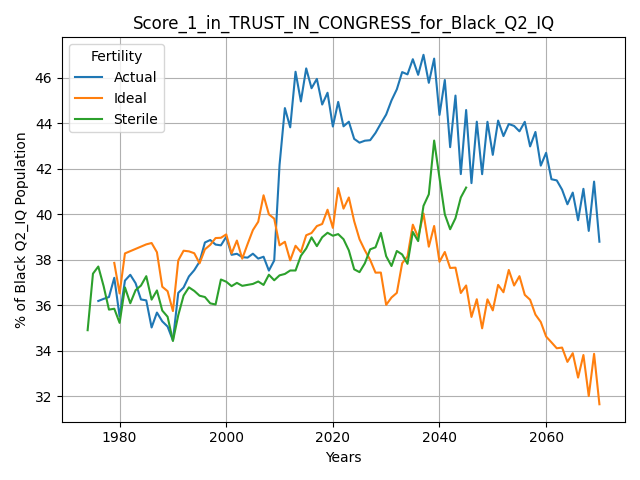 Score_1_in_TRUST_IN_CONGRESS_for_Black_Q2_IQ
Fertility
Actual
Ideal
Sterile
% of Black Q2_IQ Population
46
44
42
40
38
36
34
32
1980
2000
2020
2040
2060
Years